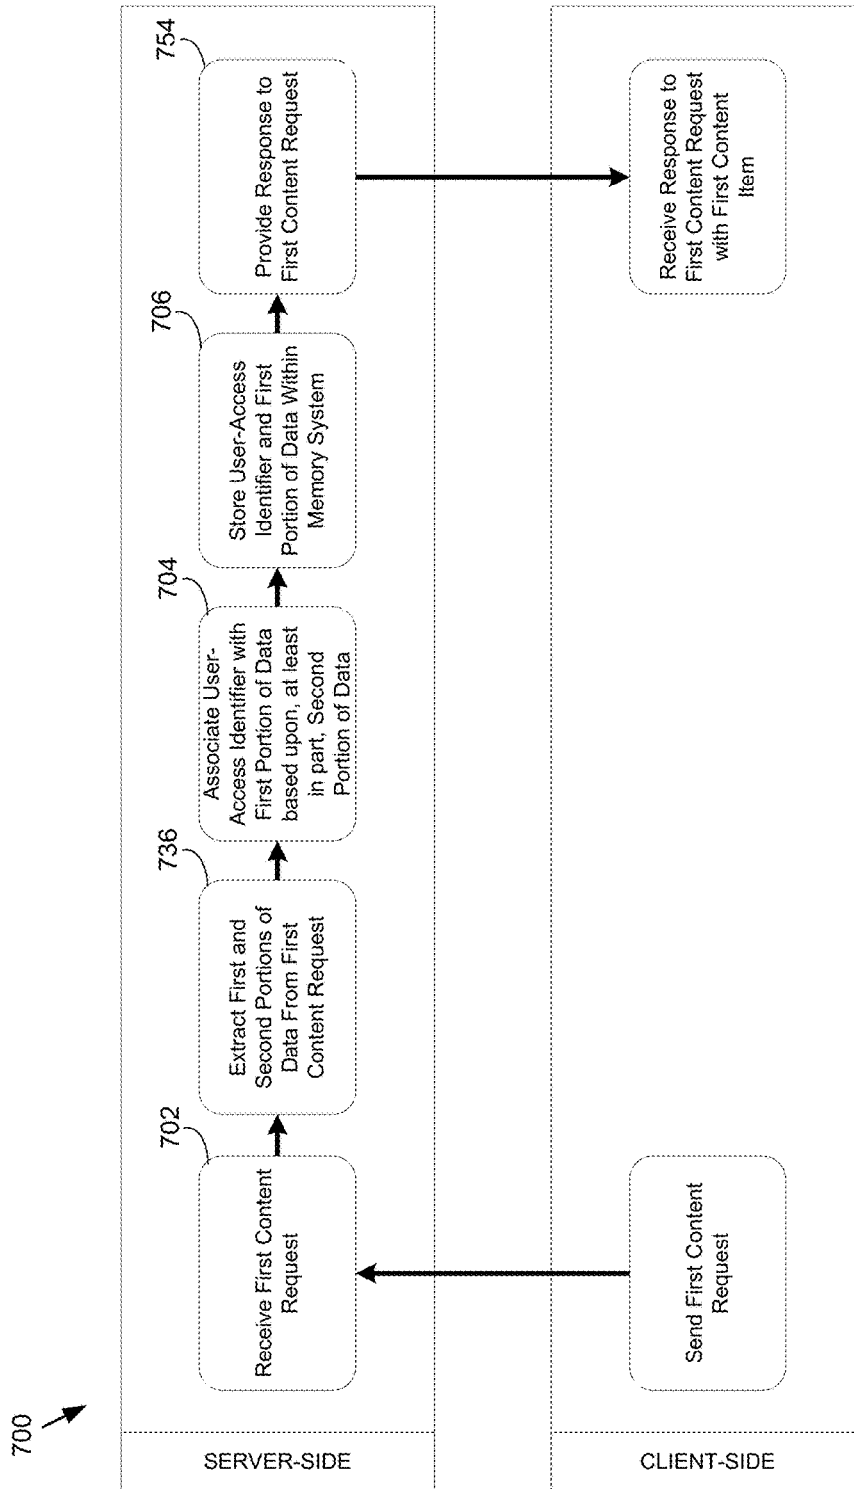 700
SERVER-SIDE
702
Receive First Content
Request
736
Extract First and
Second Portions of
Data From First
Content Request
704
Associate User-
Access Identifier with
First Portion of Data
based upon, at least
in part, Second
Portion of Data
706
Store User-Access
Identifier and First
Portion of Data Within
Memory System
754
Provide Response to
First Content Request
CLIENT-SIDE
Send First Content
Request
Receive Response to
First Content Request
with First Content
Item